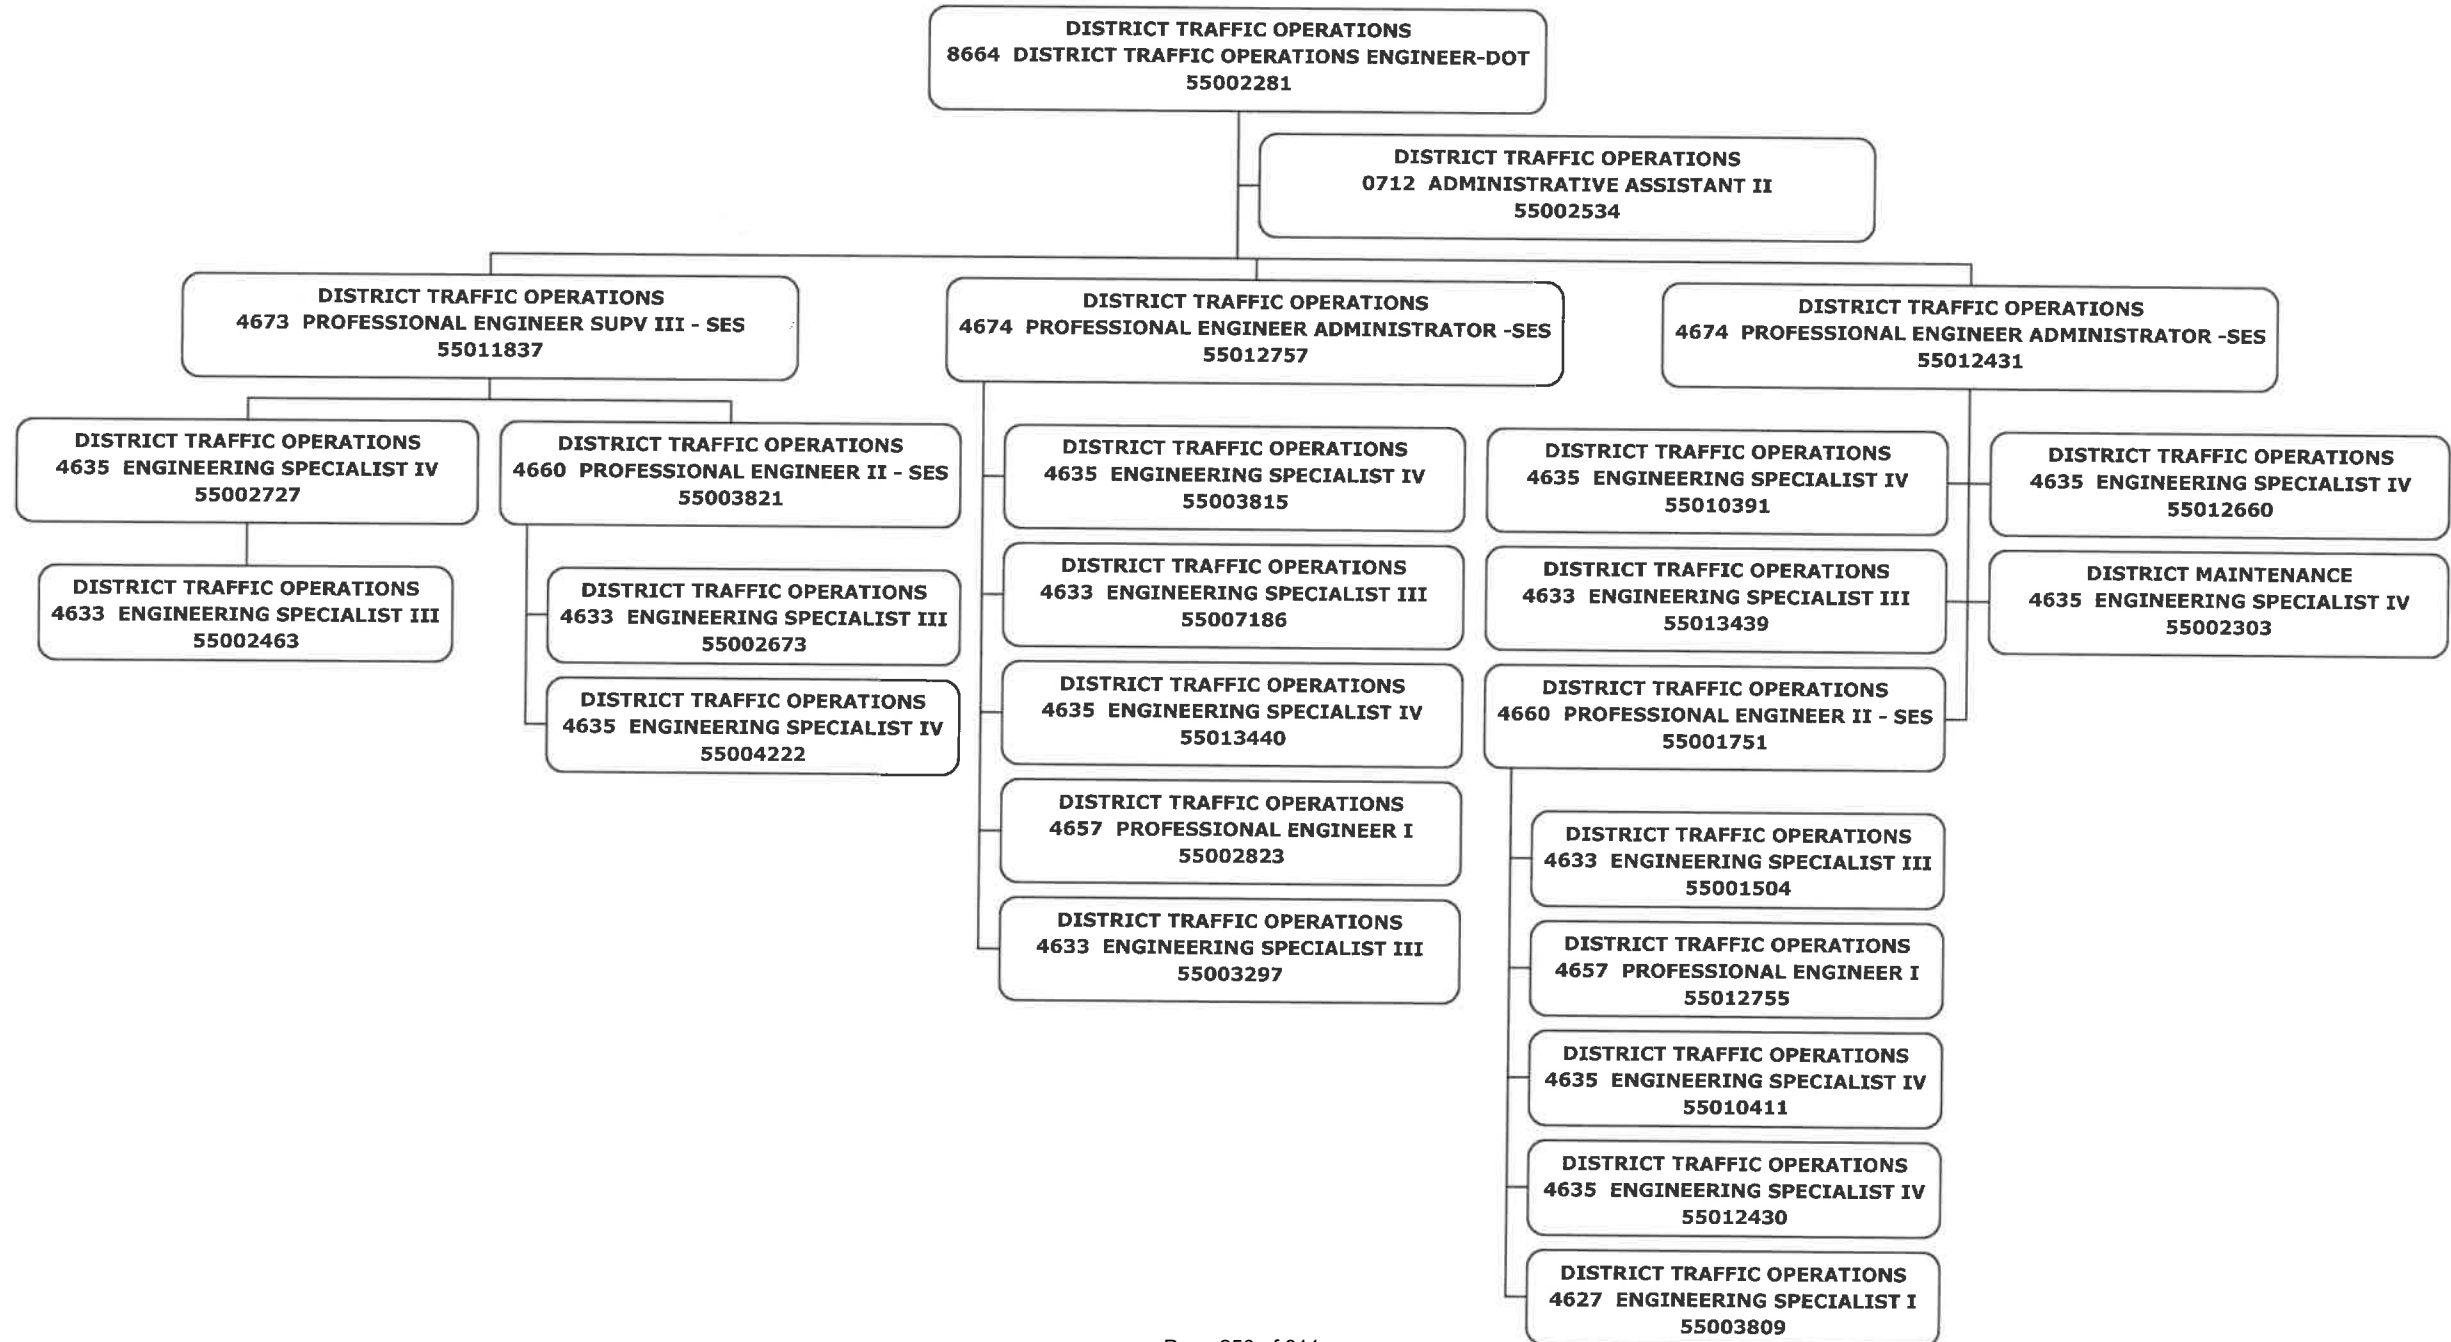 DISTRICT TRAFFIC OPERATIONS
8664 DISTRICT TRAFFIC OPERATIONS ENGINEER-DOT
55002281
DISTRICT TRAFFIC OPERATIONS
0712 ADMINISTRATIVE ASSISTANT II
55002534
DISTRICT TRAFFIC OPERATIONS
4673 PROFESSIONAL ENGINEER SUPV III - SES
55011837
DISTRICT TRAFFIC OPERATIONS
4674 PROFESSIONAL ENGINEER ADMINISTRATOR -SES
55012757
DISTRICT TRAFFIC OPERATIONS
4674 PROFESSIONAL ENGINEER ADMINISTRATOR -SES
55012431
DISTRICT TRAFFIC OPERATIONS
4635 ENGINEERING SPECIALIST IV
55002727
DISTRICT TRAFFIC OPERATIONS
4660 PROFESSIONAL ENGINEER II - SES
55003821
DISTRICT TRAFFIC OPERATIONS
4633 ENGINEERING SPECIALIST III
55002463
DISTRICT TRAFFIC OPERATIONS
4633 ENGINEERING SPECIALIST III
55002673
DISTRICT TRAFFIC OPERATIONS
4635 ENGINEERING SPECIALIST IV
55004222
DISTRICT TRAFFIC OPERATIONS
4635 ENGINEERING SPECIALIST IV
55003815
DISTRICT TRAFFIC OPERATIONS
4633 ENGINEERING SPECIALIST III
55007186
DISTRICT TRAFFIC OPERATIONS
4635 ENGINEERING SPECIALIST IV
55013440
DISTRICT TRAFFIC OPERATIONS
4657 PROFESSIONAL ENGINEER I
55002823
DISTRICT TRAFFIC OPERATIONS
4633 ENGINEERING SPECIALIST III
55003297
DISTRICT TRAFFIC OPERATIONS
4635 ENGINEERING SPECIALIST IV
55010391
DISTRICT TRAFFIC OPERATIONS
4635 ENGINEERING SPECIALIST IV
55012660
DISTRICT TRAFFIC OPERATIONS
4633 ENGINEERING SPECIALIST III
55013439
DISTRICT MAINTENANCE
4635 ENGINEERING SPECIALIST IV
55002303
DISTRICT TRAFFIC OPERATIONS
4660 PROFESSIONAL ENGINEER II - SES
55001751
DISTRICT TRAFFIC OPERATIONS
4633 ENGINEERING SPECIALIST III
55001504
DISTRICT TRAFFIC OPERATIONS
4657 PROFESSIONAL ENGINEER I
55012755
DISTRICT TRAFFIC OPERATIONS
4635 ENGINEERING SPECIALIST IV
55010411
DISTRICT TRAFFIC OPERATIONS
4635 ENGINEERING SPECIALIST IV
55012430
DISTRICT TRAFFIC OPERATIONS
4627 ENGINEERING SPECIALIST I
55003809